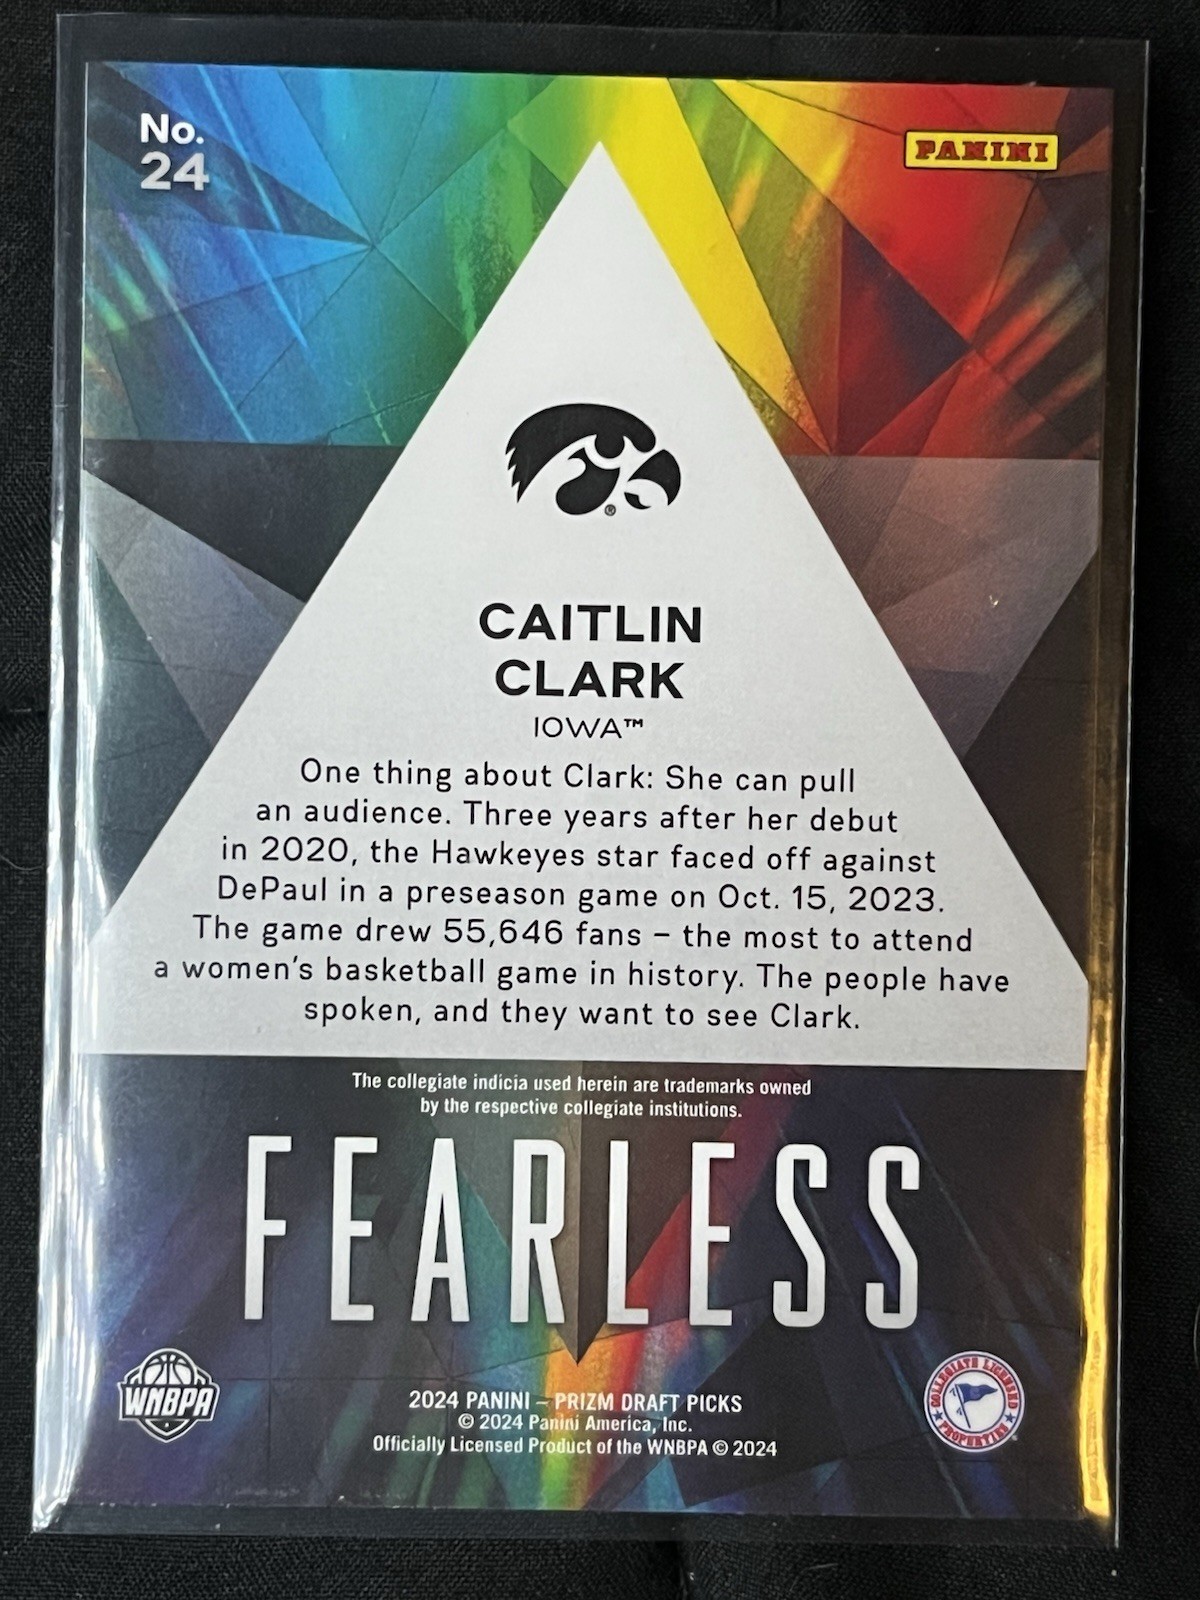 No.
24
PANINI
®
CAITLIN
CLARK
IOWA™
One thing about Clark: She can pull
an audience. Three years after her debut
in 2020, the Hawkeyes star faced off against
DePaul in a preseason game on Oct. 15, 2023.
The game drew 55,646 fans – the most to attend
a women's basketball game in history. The people have
spoken, and they want to see Clark.
The collegiate indicia used herein are trademarks owned
by the respective collegiate institutions.
FEARLESS
WNBPA
2024 PANINI – PRIZM DRAFT PICKS
© 2024 Panini America, Inc.
Officially Licensed Product of the WNBPA © 2024
COLLEGIATE LICENSED
PROPERTIES